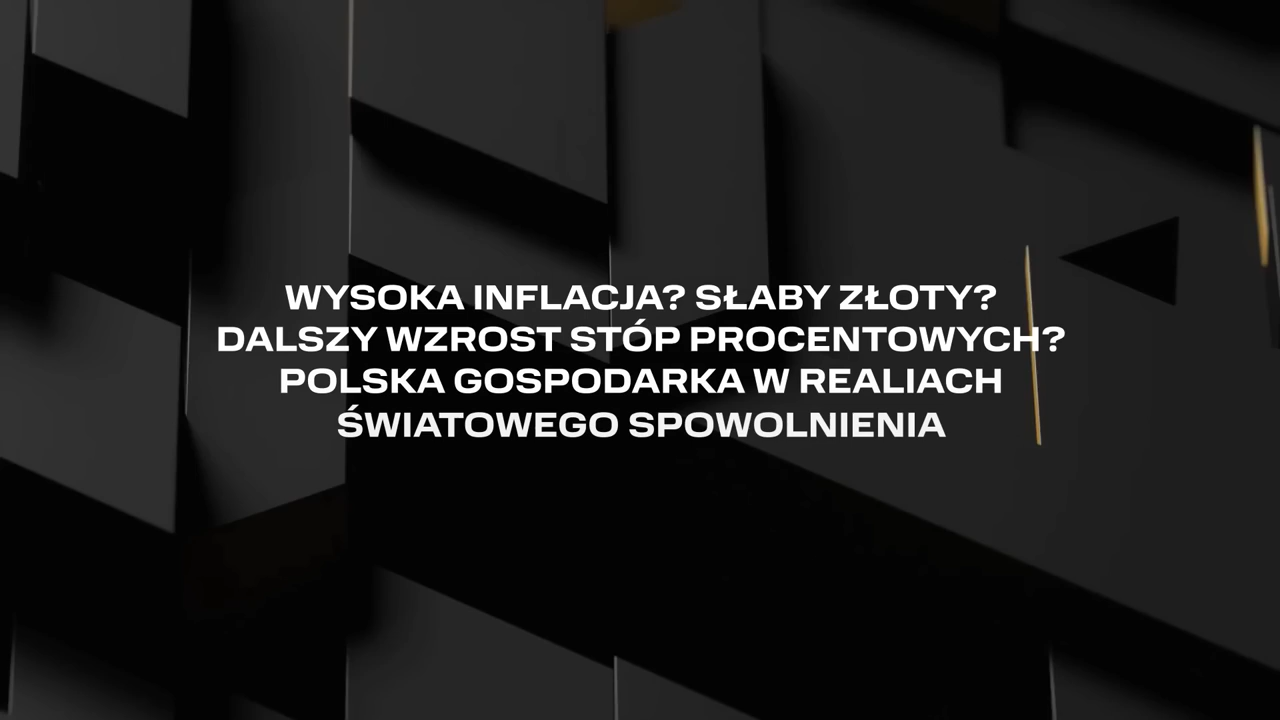 WYSOKA INFLACJA? SŁABY ZŁOTY?
DALSZY WZROST STÓP PROCENTOWYCH?
POLSKA GOSPODARKA W REALIACH
ŚWIATOWEGO SPOWOLNIENIA